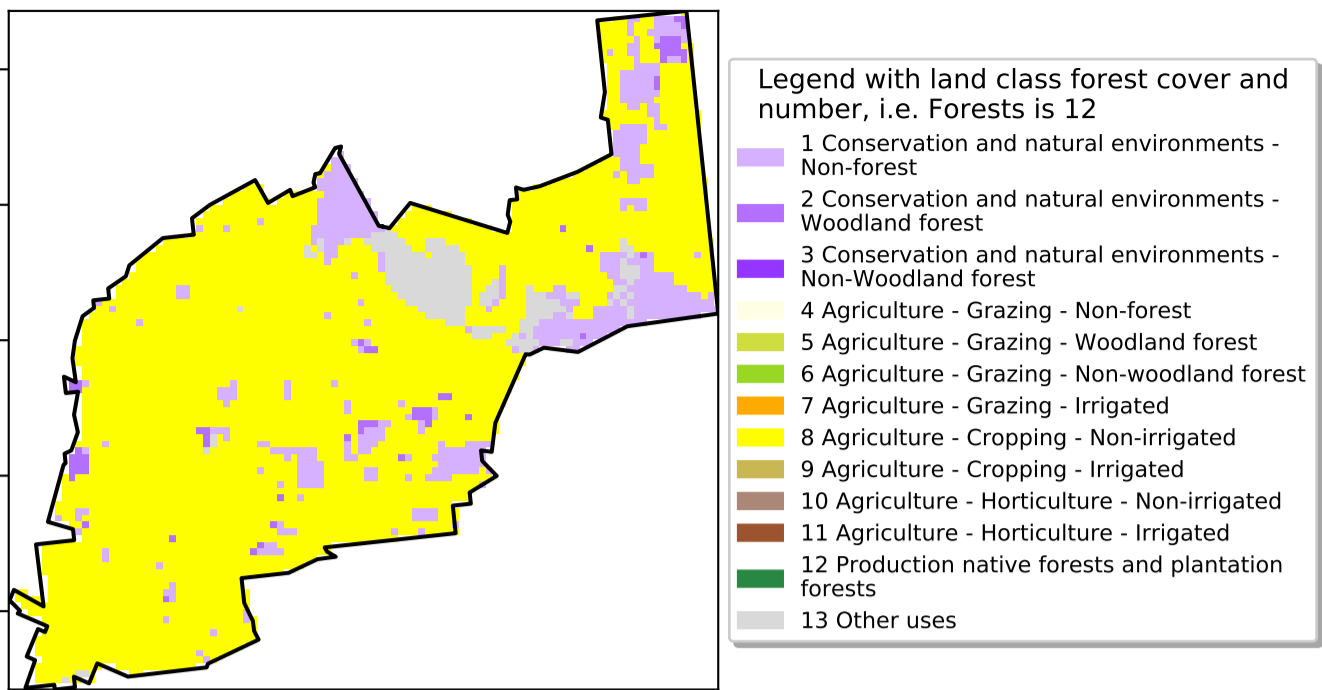 Legend with land class forest cover and
number, i.e. Forests is 12
1 Conservation and natural environments -
Non-forest
2 Conservation and natural environments -
Woodland forest
3 Conservation and natural environments -
Non-Woodland forest
4 Agriculture - Grazing - Non-forest
5 Agriculture - Grazing - Woodland forest
6 Agriculture - Grazing - Non-woodland forest
7 Agriculture - Grazing - Irrigated
8 Agriculture - Cropping - Non-irrigated
9 Agriculture - Cropping - Irrigated
10 Agriculture - Horticulture - Non-irrigated
11 Agriculture - Horticulture - Irrigated
12 Production native forests and plantation
forests
13 Other uses